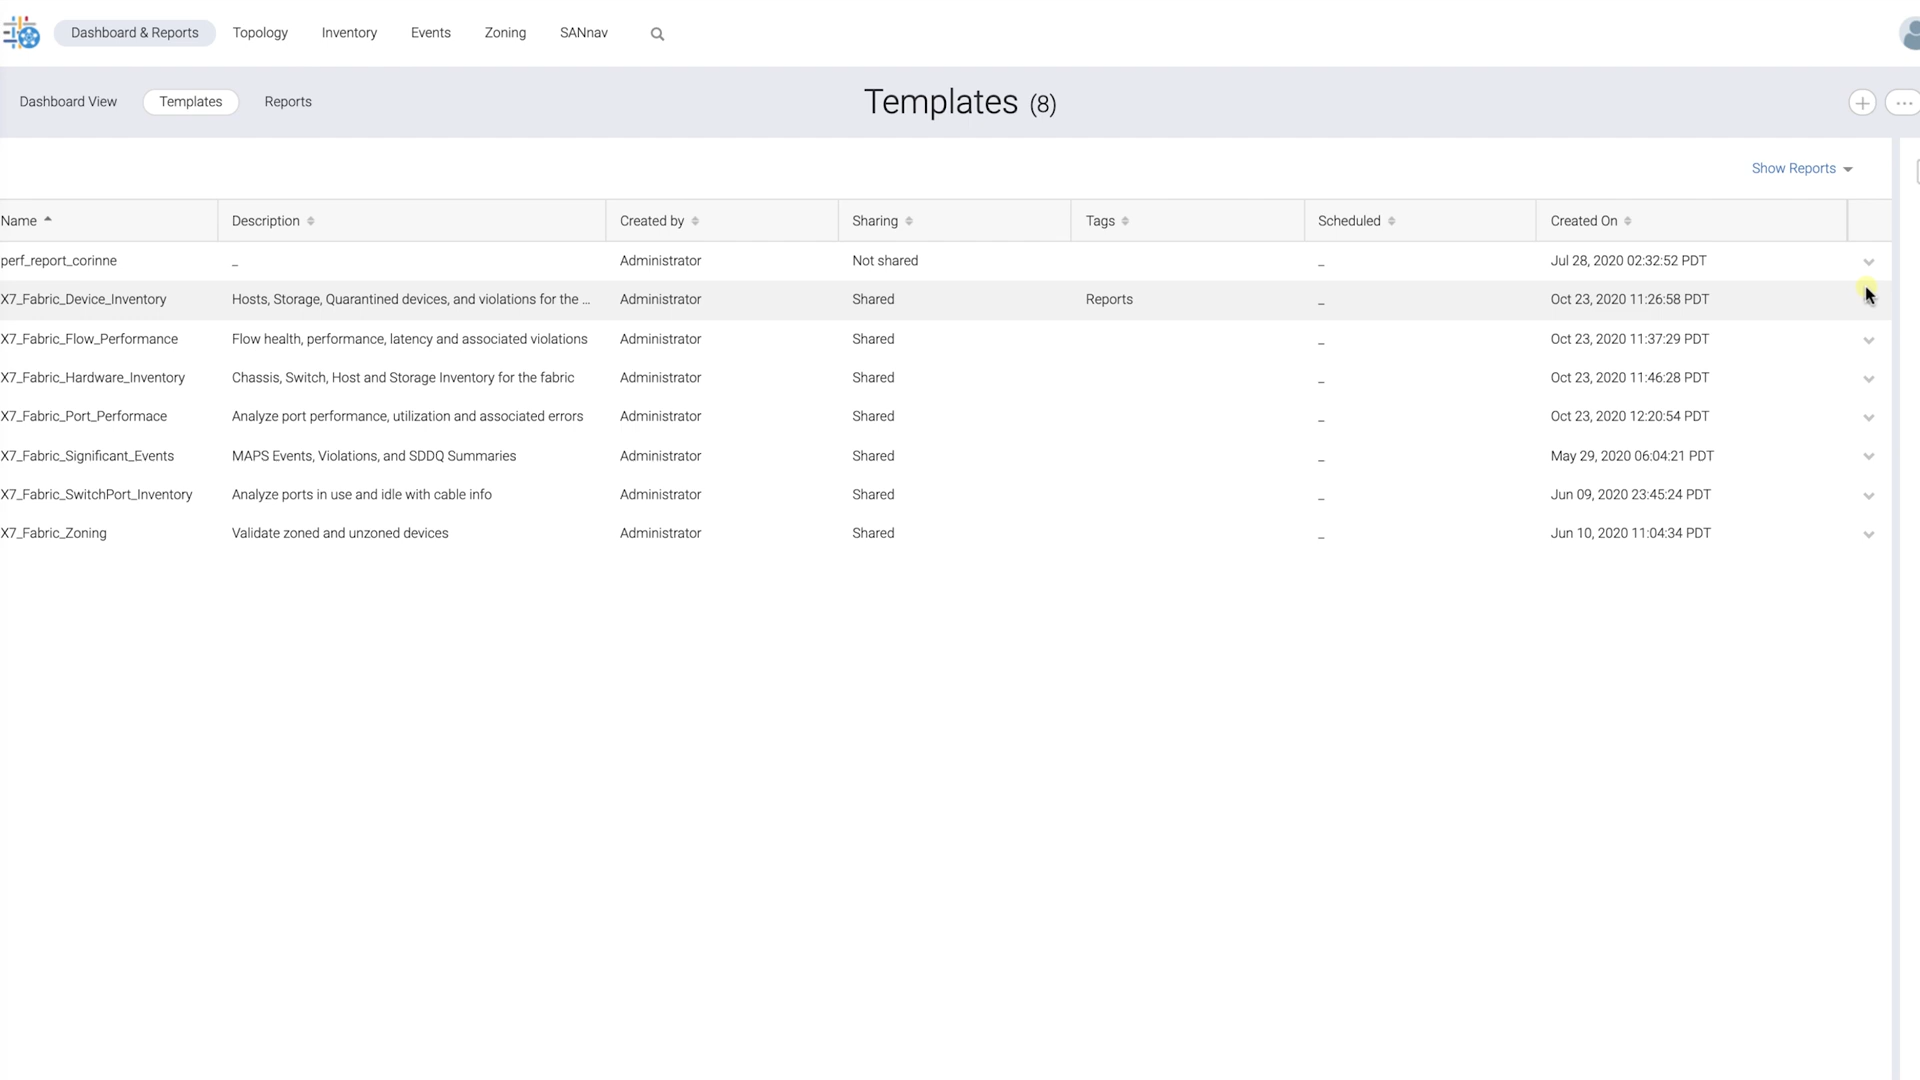 Dashboard & Reports Topology Inventory Events Zoning SANnav
Dashboard View Templates Reports Templates (8)
Show Reports
Name Description Created by Sharing Tags Scheduled Created On
perf_report_corinne _ Administrator Not shared _ Jul 28, 2020 02:32:52 PDT
X7_Fabric_Device_Inventory Hosts, Storage, Quarantined devices, and violations for the ... Administrator Shared Reports _ Oct 23, 2020 11:26:58 PDT
X7_Fabric_Flow_Performance Flow health, performance, latency and associated violations Administrator Shared _ Oct 23, 2020 11:37:29 PDT
X7_Fabric_Hardware_Inventory Chassis, Switch, Host and Storage Inventory for the fabric Administrator Shared _ Oct 23, 2020 11:46:28 PDT
X7_Fabric_Port_Performace Analyze port performance, utilization and associated errors Administrator Shared _ Oct 23, 2020 12:20:54 PDT
X7_Fabric_Significant_Events MAPS Events, Violations, and SDDQ Summaries Administrator Shared _ May 29, 2020 06:04:21 PDT
X7_Fabric_SwitchPort_Inventory Analyze ports in use and idle with cable info Administrator Shared _ Jun 09, 2020 23:45:24 PDT
X7_Fabric_Zoning Validate zoned and unzoned devices Administrator Shared _ Jun 10, 2020 11:04:34 PDT